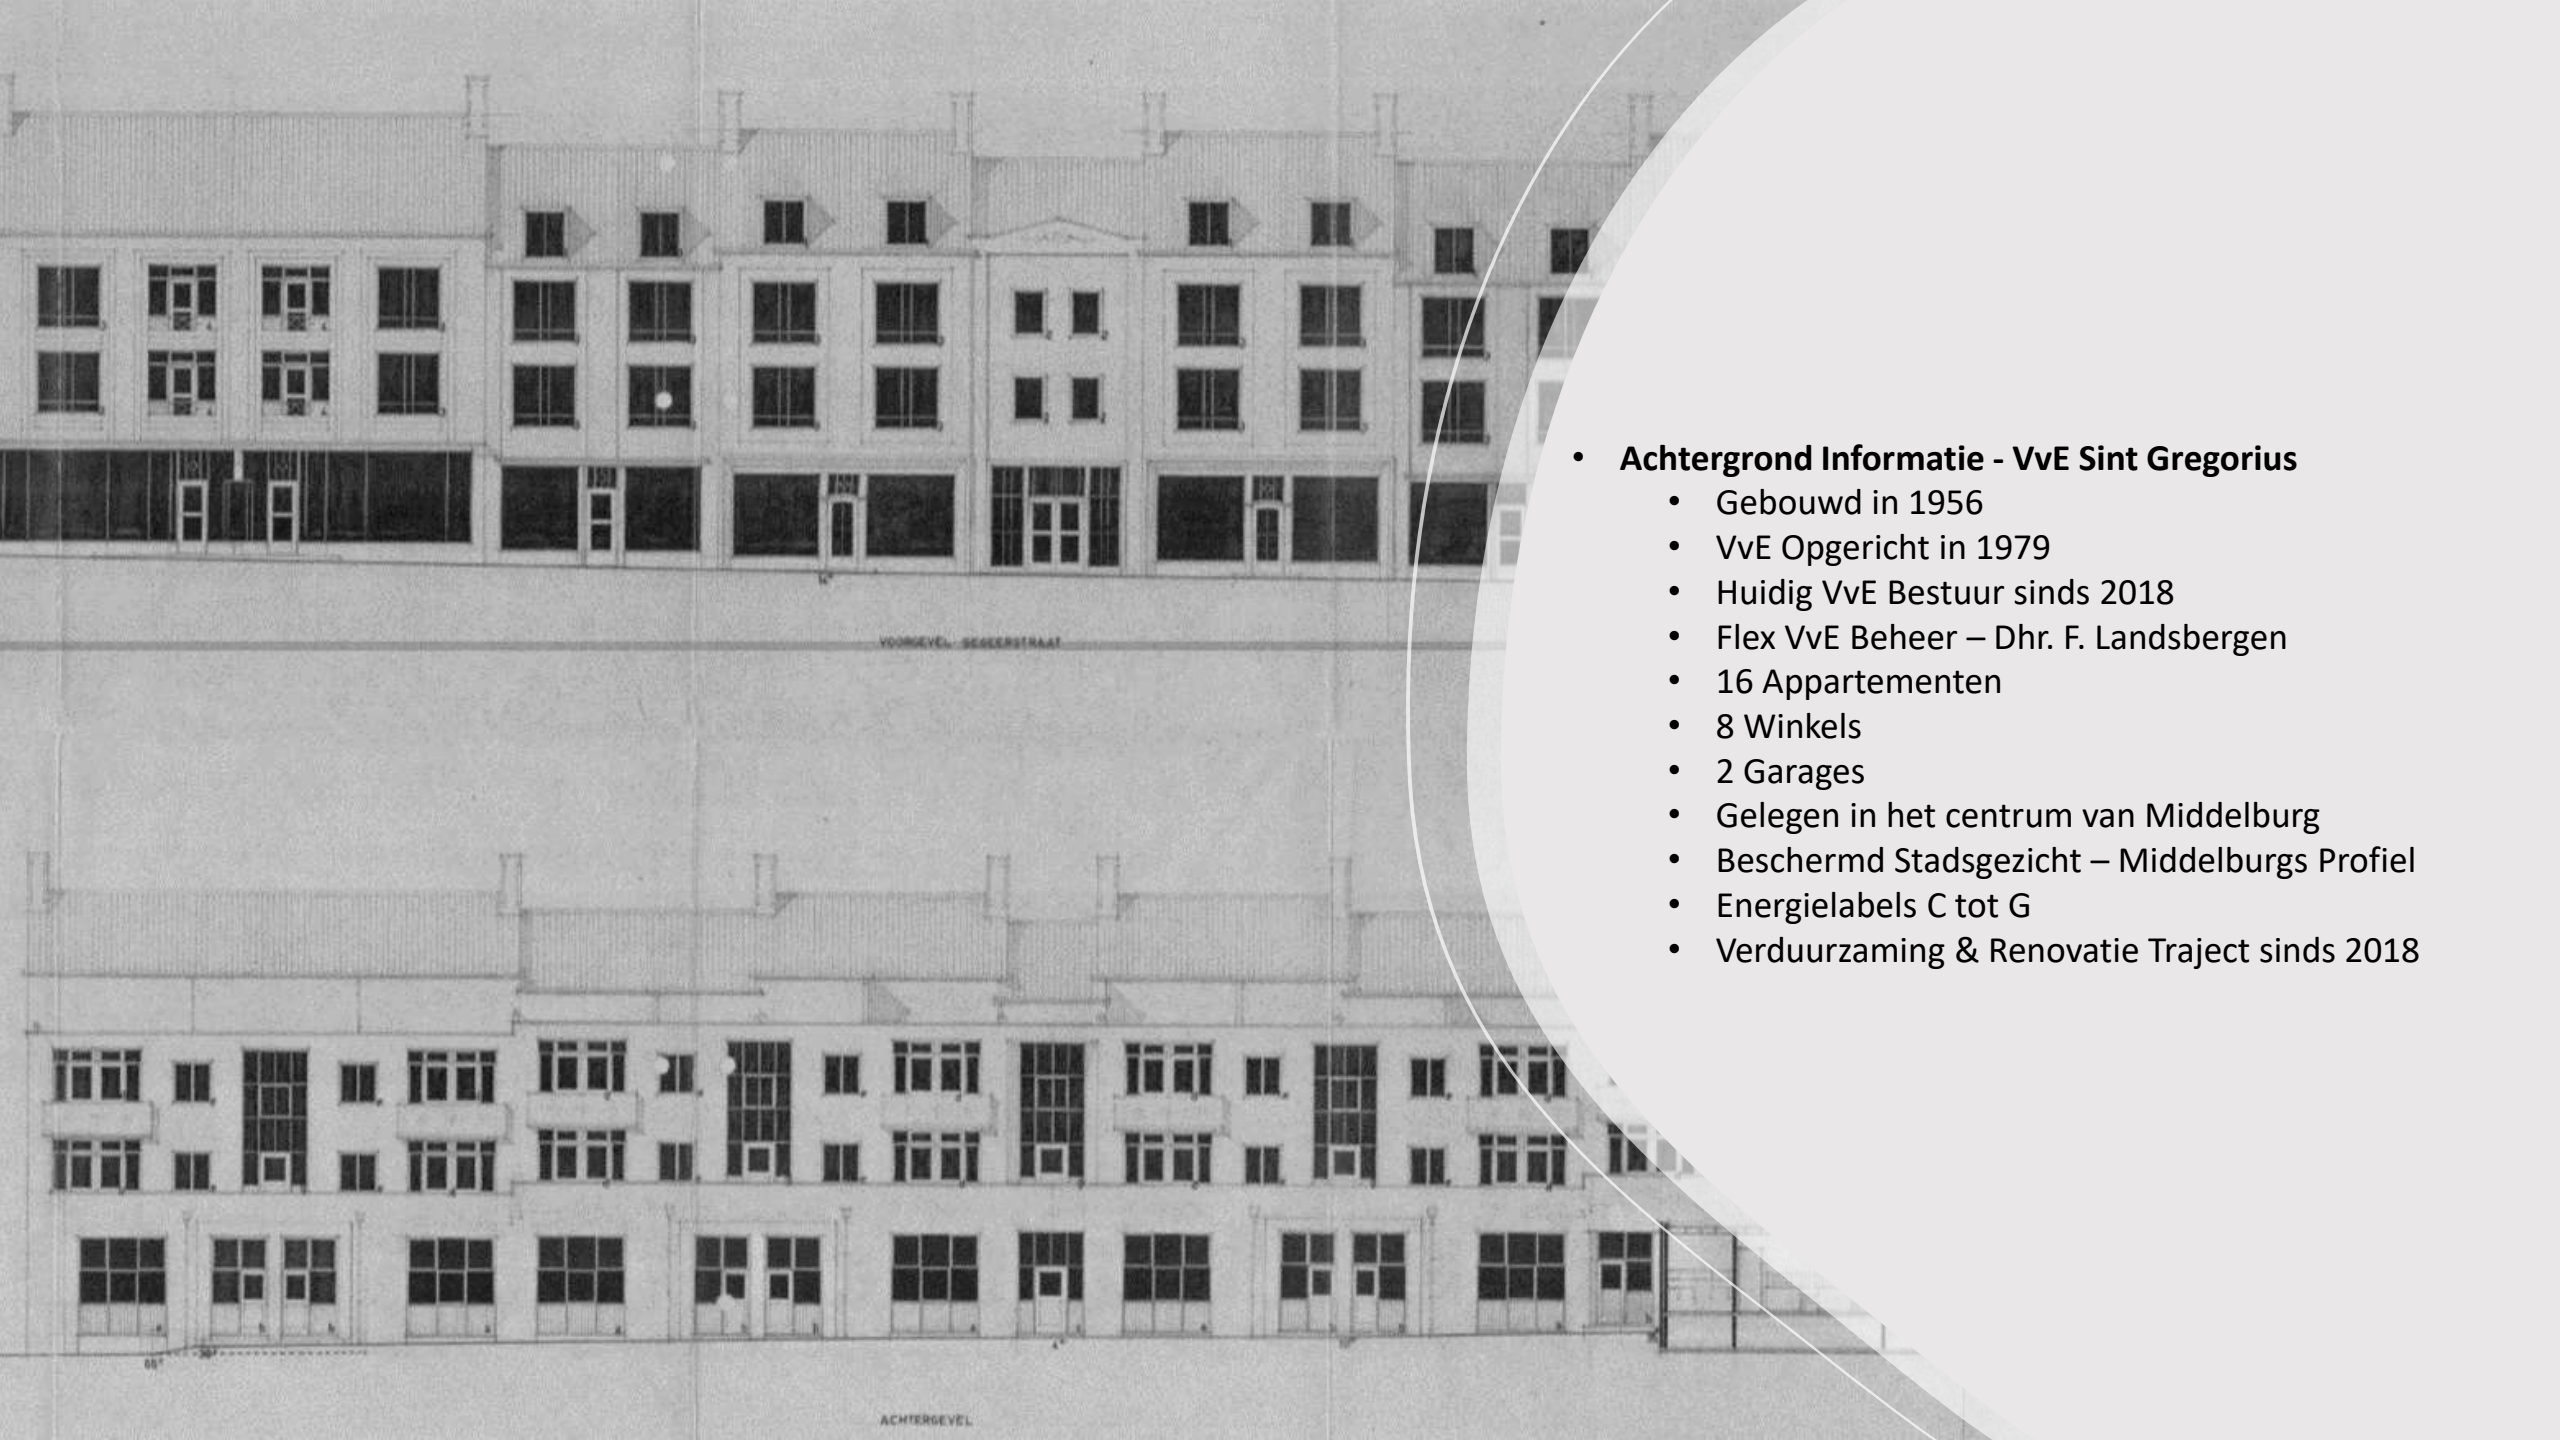 VOORGEVEL SEGEERSTRAAT
ACHTERGEVEL
• Achtergrond Informatie - VvE Sint Gregorius
• Gebouwd in 1956
• VvE Opgericht in 1979
• Huidig VvE Bestuur sinds 2018
• Flex VvE Beheer – Dhr. F. Landsbergen
• 16 Appartementen
• 8 Winkels
• 2 Garages
• Gelegen in het centrum van Middelburg
• Beschermd Stadsgezicht – Middelburgs Profiel
• Energielabels C tot G
• Verduurzaming & Renovatie Traject sinds 2018